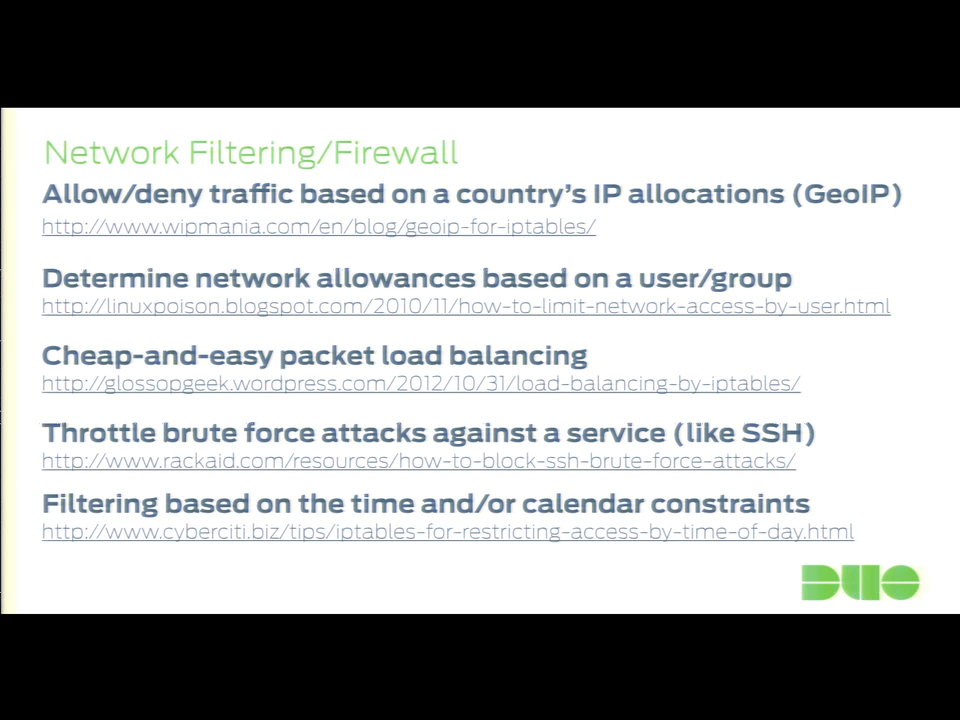 Network Filtering/Firewall
Allow/deny traffic based on a country's IP allocations (GeoIP)
http://www.wipmania.com/en/blog/geoip-for-iptables/
Determine network allowances based on a user/group
http://linuxpoison.blogspot.com/2010/11/how-to-limit-network-access-by-user.html
Cheap-and-easy packet load balancing
http://glossopgeek.wordpress.com/2012/10/31/load-balancing-by-iptables/
Throttle brute force attacks against a service (like SSH)
http://www.rackaid.com/resources/how-to-block-ssh-brute-force-attacks/
Filtering based on the time and/or calendar constraints
http://www.cyberciti.biz/tips/iptables-for-restricting-access-by-time-of-day.html
DUO